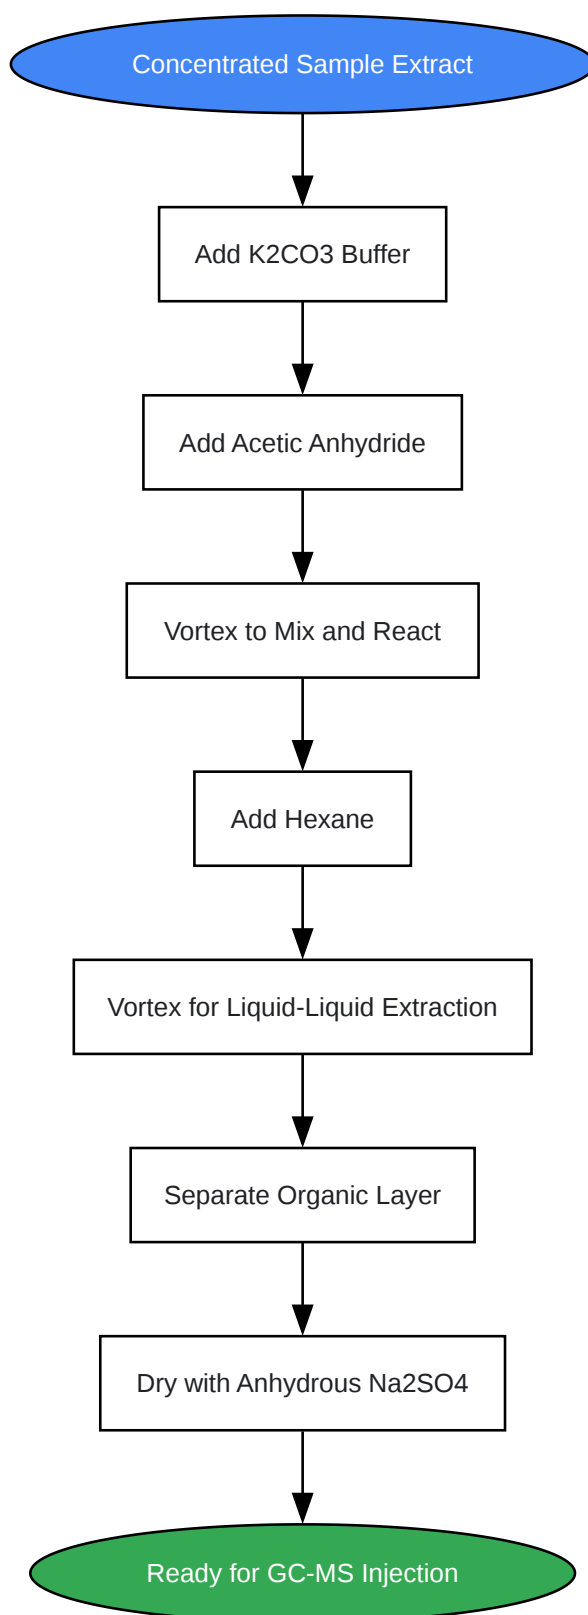 Concentrated Sample Extract
Add K2CO3 Buffer
Add Acetic Anhydride
Vortex to Mix and React
Add Hexane
Vortex for Liquid-Liquid Extraction
Separate Organic Layer
Dry with Anhydrous Na2SO4
Ready for GC-MS Injection